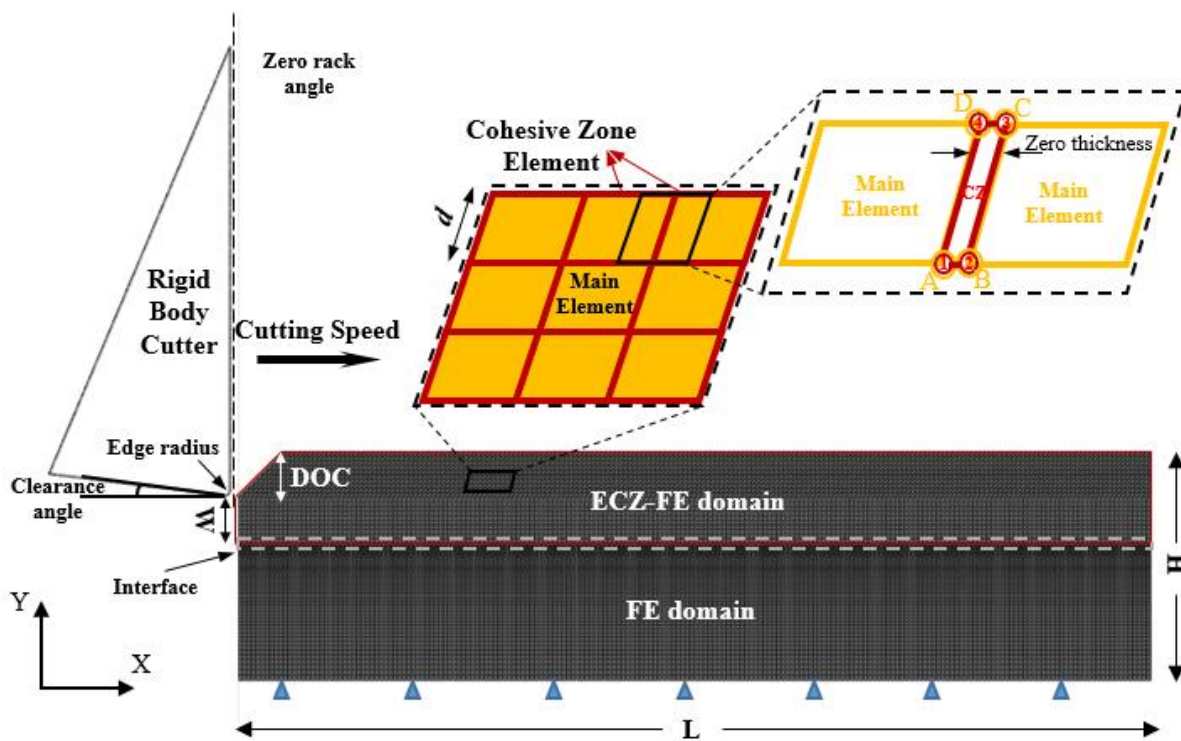 Zero rack
angle
Cohesive Zone
Element
d
Main
Element
D
C
4
3
Zero thickness
Main
Element
CZ
Main
Element
1
2
A
B
Rigid
Body
Cutter
Cutting Speed
Edge radius
Clearance
angle
DOC
W
ECZ-FE domain
H
Interface
FE domain
Y
X
L